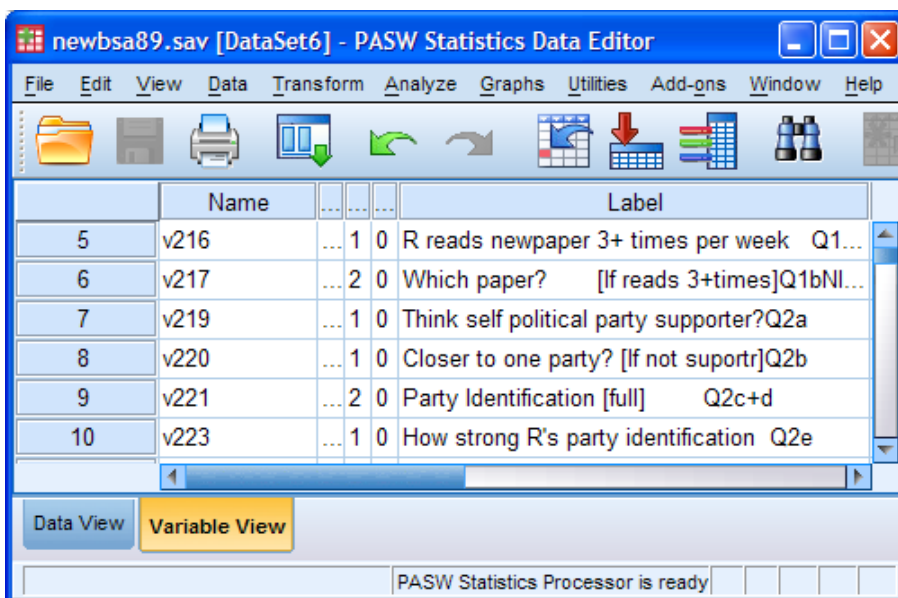 newbsa89.sav [DataSet6] - PASW Statistics Data Editor
File Edit View Data Transform Analyze Graphs Utilities Add-ons Window Help
Name ... ... ... Label
5 v216 ... 1 0 R reads newpaper 3+ times per week Q1...
6 v217 ... 2 0 Which paper? [If reads 3+times]Q1bNI...
7 v219 ... 1 0 Think self political party supporter?Q2a
8 v220 ... 1 0 Closer to one party? [If not suportr]Q2b
9 v221 ... 2 0 Party Identification [full] Q2c+d
10 v223 ... 1 0 How strong R's party identification Q2e
Data View Variable View
PASW Statistics Processor is ready